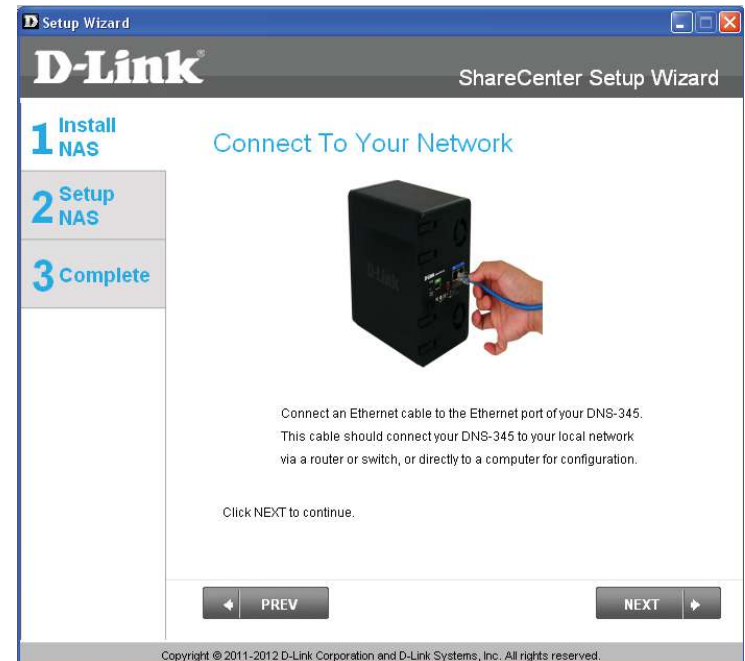 Setup Wizard
D-Link
ShareCenter Setup Wizard
1 Install NAS
2 Setup NAS
3 Complete
Connect To Your Network
D-Link
Connect an Ethernet cable to the Ethernet port of your DNS-345.
This cable should connect your DNS-345 to your local network
via a router or switch, or directly to a computer for configuration.
Click NEXT to continue.
PREV
NEXT
Copyright © 2011-2012 D-Link Corporation and D-Link Systems, Inc. All rights reserved.